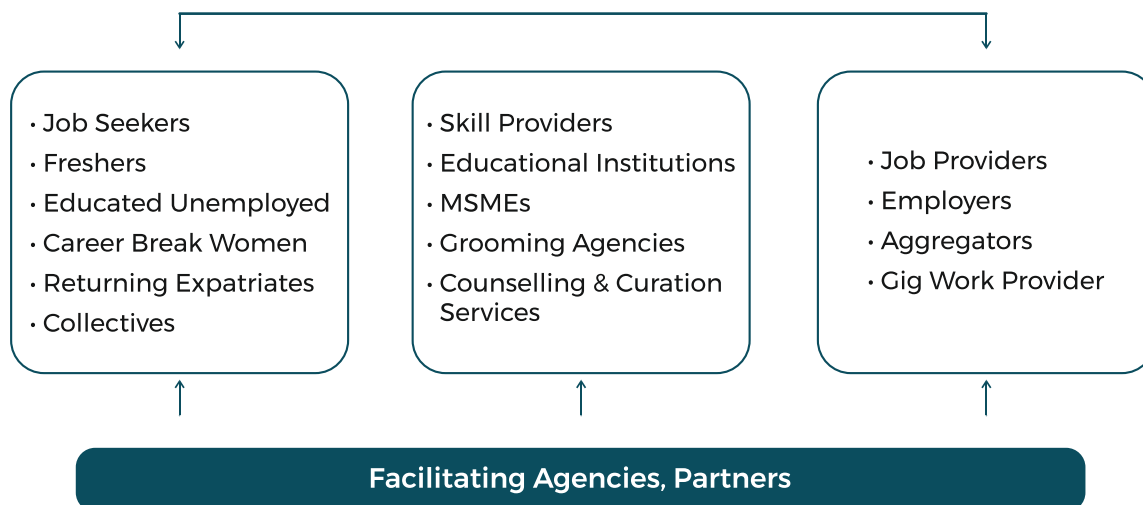 • Job Seekers
• Freshers
• Educated Unemployed
• Career Break Women
• Returning Expatriates
• Collectives
• Skill Providers
• Educational Institutions
• MSMEs
• Grooming Agencies
• Counselling & Curation
Services
• Job Providers
• Employers
• Aggregators
• Gig Work Provider
Facilitating Agencies, Partners